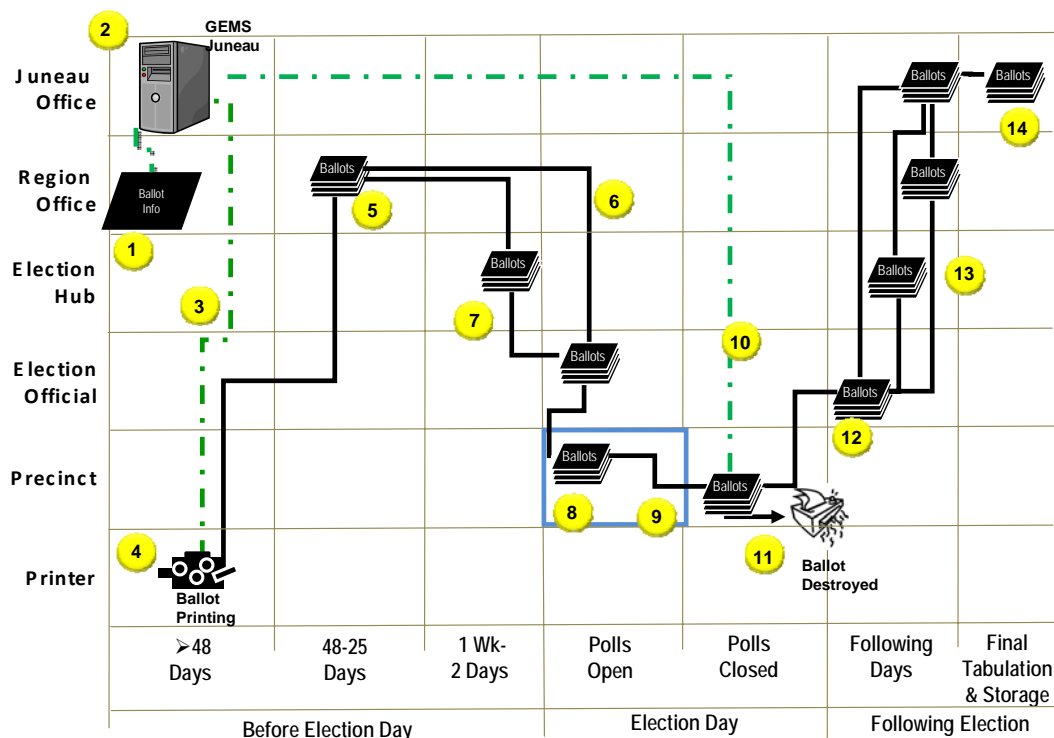 2
GEMS
Juneau
Juneau
Office
Ballots
Ballots
14
Region
Office
Ballot
Info
Ballots
5
6
Ballots
1
Election
Hub
3
Ballots
7
Ballots
13
10
Election
Official
Ballots
Ballots
12
Precinct
Ballots
8
9
Ballots
11
Ballot
Destroyed
4
Printer
Ballot
Printing
➢48
Days
48-25
Days
1 Wk-
2 Days
Polls
Open
Polls
Closed
Following
Days
Final
Tabulation
& Storage
Before Election Day
Election Day
Following Election